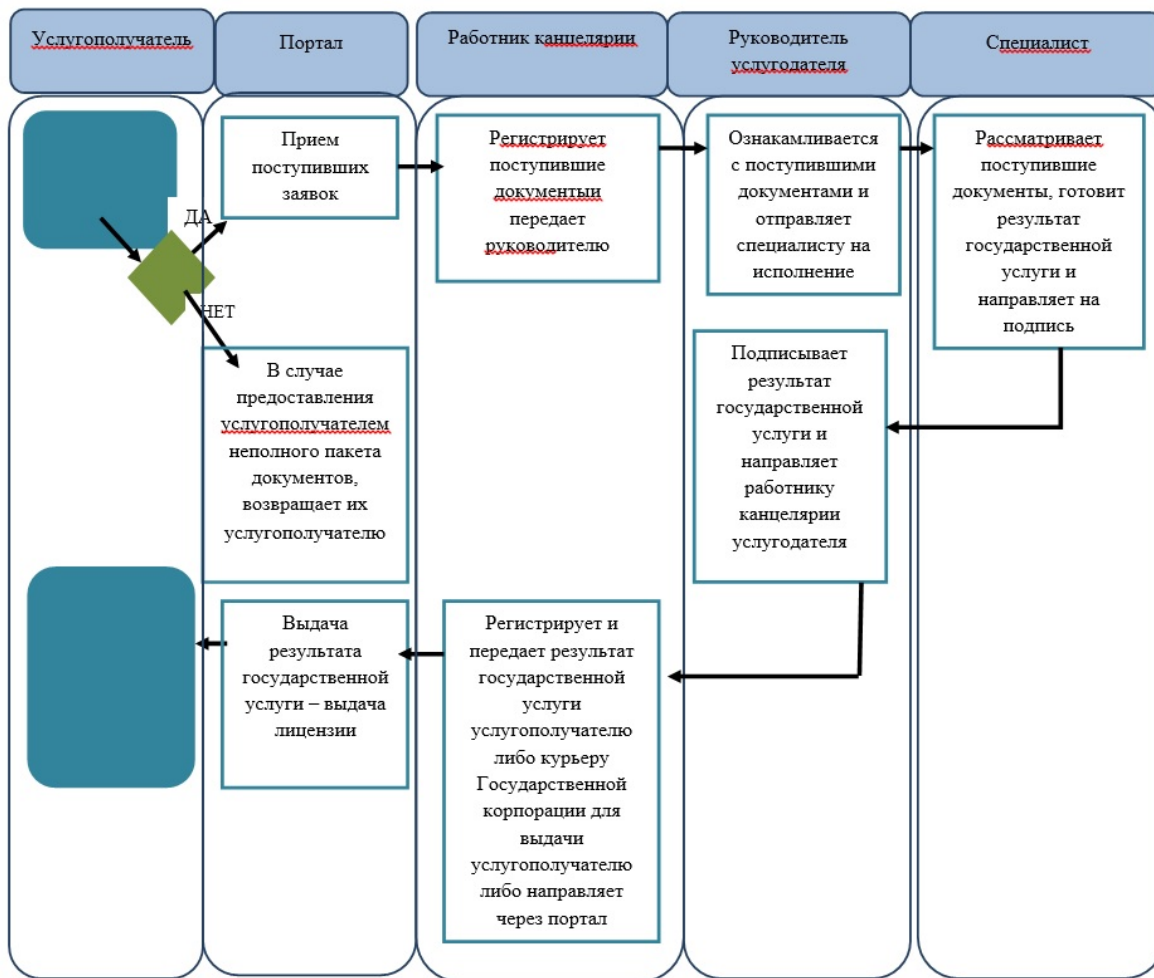 Услугополучатель
Портал
Работник канцелярии
Руководитель
услугодателя
Специалист
Прием
поступивших
заявок
Регистрирует
поступившие
документыи
передает
руководителю
Ознакамливается
с поступившими
документами и
отправляет
специалисту на
исполнение
Рассматривает
поступившие
документы, готовит
результат
государственной
услуги и
направляет на
подпись
ДА
НЕТ
В случае
предоставления
услугополучателем
неполного пакета
документов,
возвращает их
услугополучателю
Подписывает
результат
государственной
услуги и
направляет
работнику
канцелярии
услугодателя
Выдача
результата
государственной
услуги – выдача
лицензии
Регистрирует и
передает результат
государственной
услуги
услугополучателю
либо курьеру
Государственной
корпорации для
выдачи
услугополучателю
либо направляет
через портал